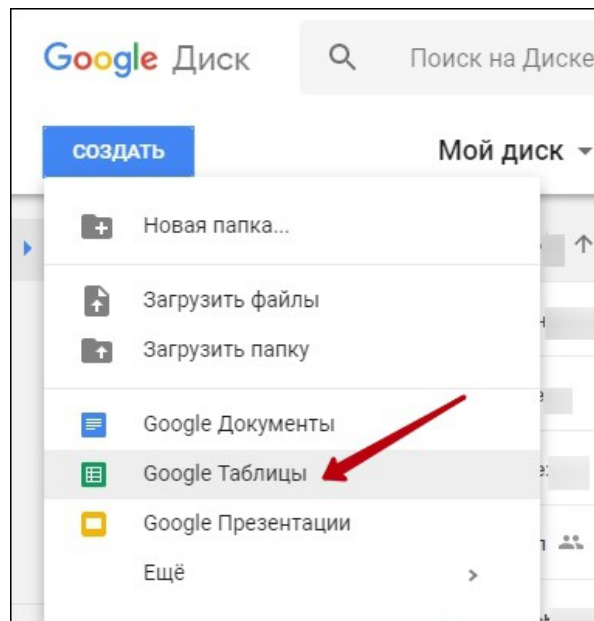 Google Диск
Поиск на Диске
СОЗДАТЬ
Мой диск
Новая папка...
Загрузить файлы
Загрузить папку
Google Документы
Google Таблицы
Google Презентации
Ещё